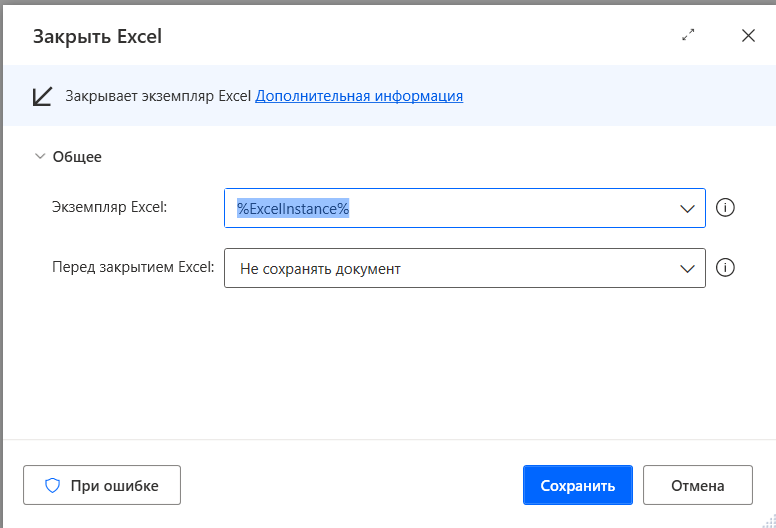 Закрыть Excel
Закрывает экземпляр Excel Дополнительная информация
Общее
Экземпляр Excel: %ExcelInstance%
Перед закрытием Excel: Не сохранять документ
При ошибке Сохранить Отмена